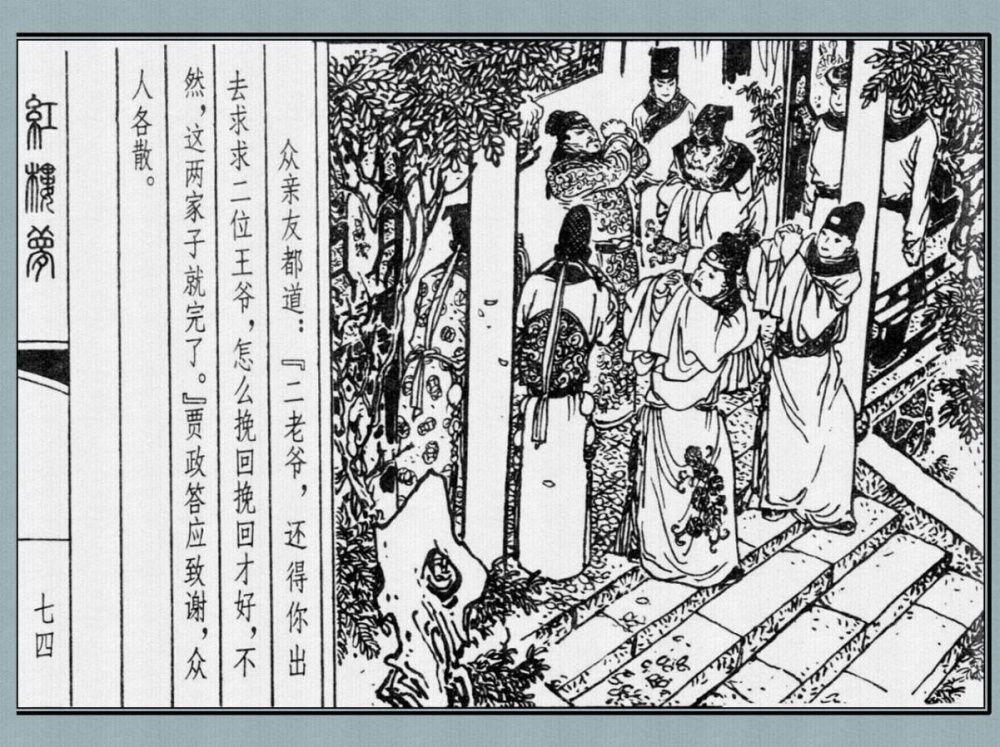 众亲友都道：『二老爷，还得你出
去求求二位王爷，怎么挽回挽回才好，不
然，这两家子就完了。』贾政答应致谢，众
人各散。
紅樓夢
七四